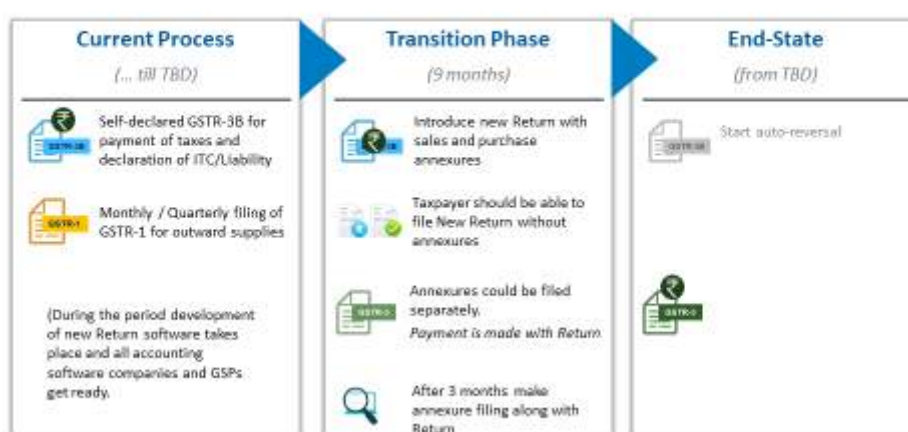 Current Process
(... till TBD)
GSTR-3B
Self-declared GSTR-3B for
payment of taxes and
declaration of ITC/Liability
GSTR-1
Monthly / Quarterly filing of
GSTR-1 for outward supplies
(During the period development
of new Return software takes
place and all accounting
software companies and GSPs
get ready.
Transition Phase
(9 months)
Introduce new Return with
sales and purchase
annexures
Taxpayer should be able to
file New Return without
annexures
Annexures could be filed
separately.
Payment is made with Return
After 3 months make
annexure filing along with
Return
End-State
(from TBD)
Start auto-reversal